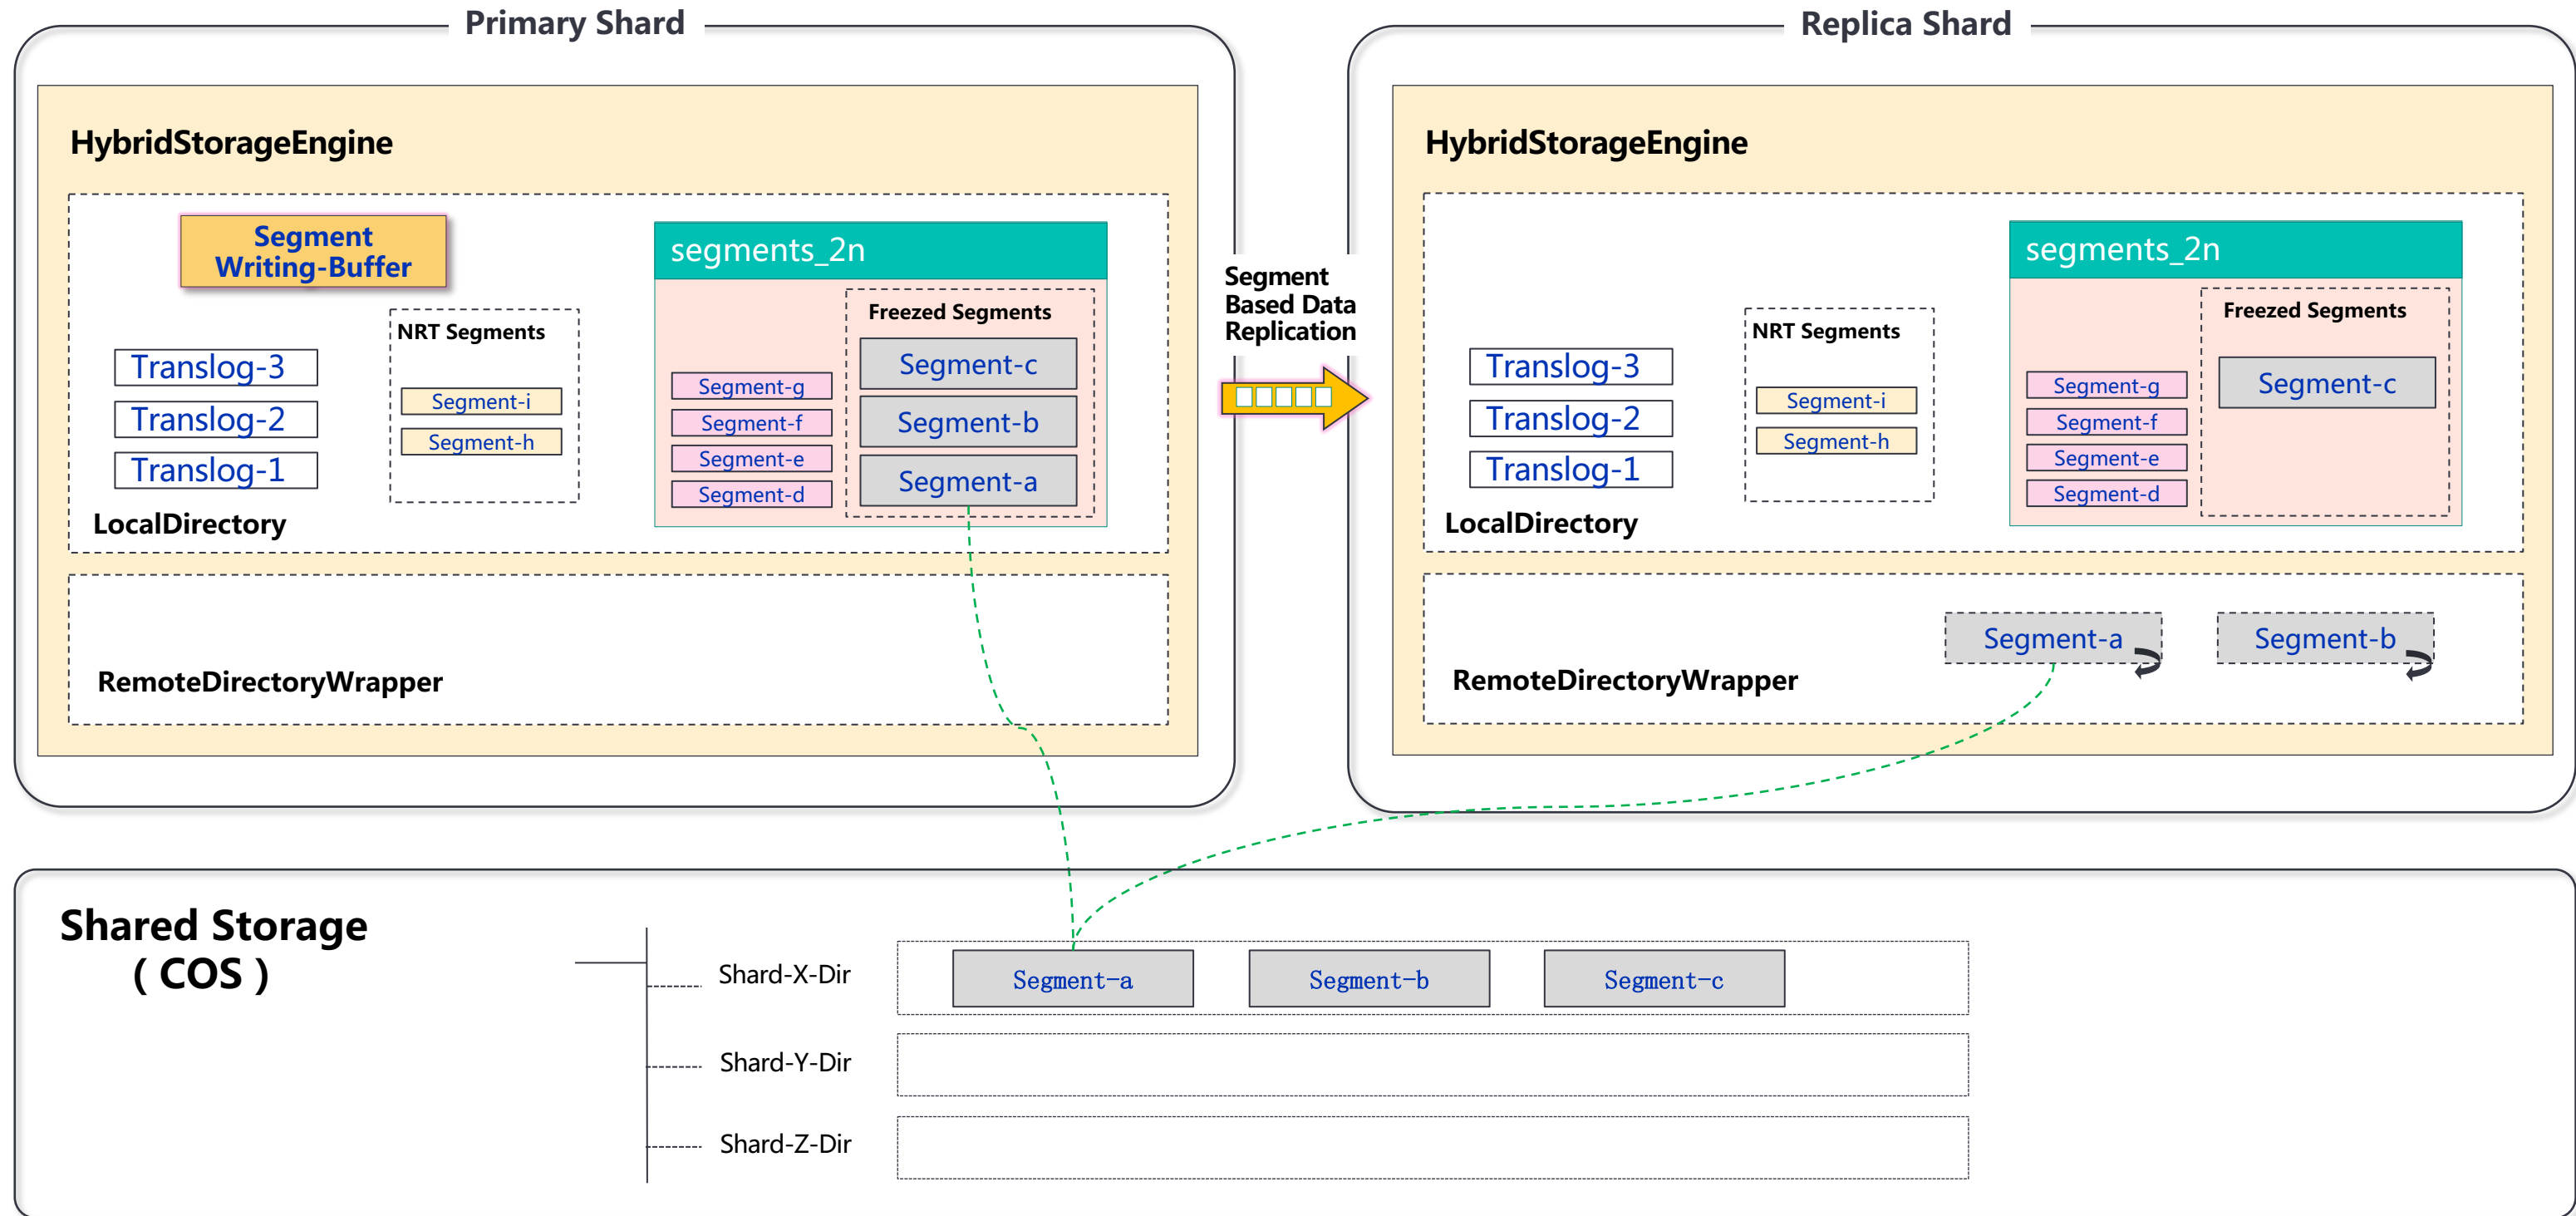 Primary Shard
HybridStorageEngine
Segment
Writing-Buffer
Translog-3
Translog-2
Translog-1
NRT Segments
Segment-i
Segment-h
segments_2n
Segment-g
Segment-f
Segment-e
Segment-d
Freezed Segments
Segment-c
Segment-b
Segment-a
LocalDirectory
RemoteDirectoryWrapper
Segment
Based Data
Replication
Replica Shard
HybridStorageEngine
Translog-3
Translog-2
Translog-1
NRT Segments
Segment-i
Segment-h
segments_2n
Segment-g
Segment-f
Segment-e
Segment-d
Freezed Segments
Segment-c
LocalDirectory
Segment-a
Segment-b
RemoteDirectoryWrapper
Shared Storage
( COS )
Shard-X-Dir
Segment-a
Segment-b
Segment-c
Shard-Y-Dir
Shard-Z-Dir